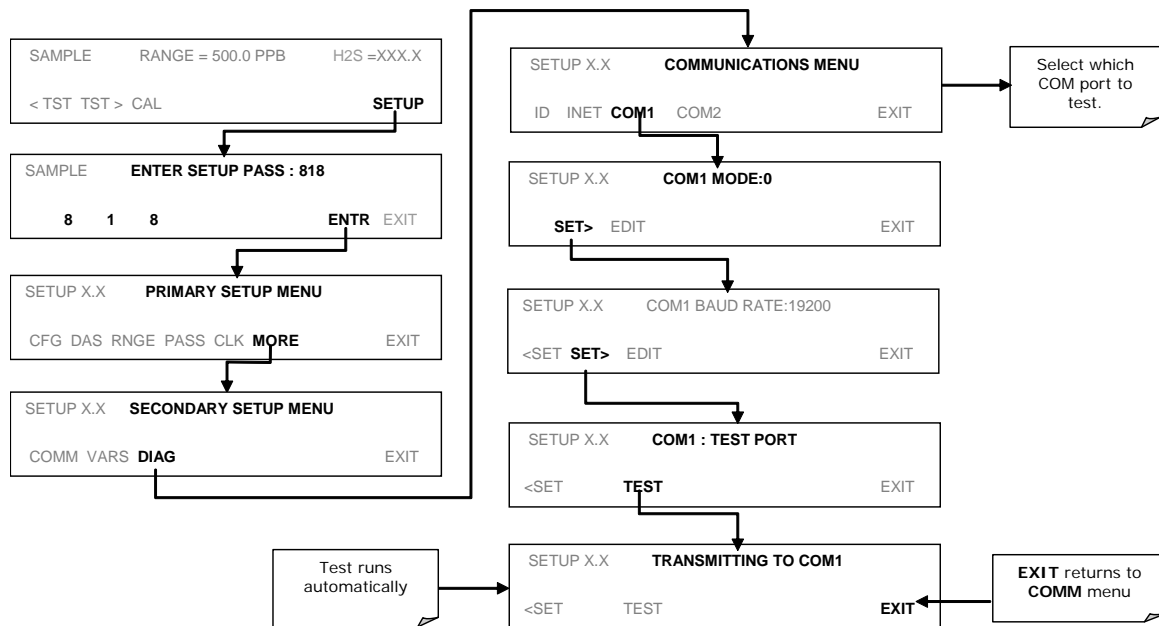 SAMPLE RANGE = 500.0 PPB H2S =XXX.X
< TST TST > CAL SETUP
SAMPLE ENTER SETUP PASS : 818
8 1 8 ENTR EXIT
SETUP X.X PRIMARY SETUP MENU
CFG DAS RNGE PASS CLK MORE EXIT
SETUP X.X SECONDARY SETUP MENU
COMM VARS DIAG EXIT
SETUP X.X COMMUNICATIONS MENU
ID INET COM1 COM2 EXIT
Select which
COM port to
test.
SETUP X.X COM1 MODE:0
SET> EDIT EXIT
SETUP X.X COM1 BAUD RATE:19200
<SET SET> EDIT EXIT
SETUP X.X COM1 : TEST PORT
<SET TEST EXIT
Test runs
automatically
SETUP X.X TRANSMITTING TO COM1
<SET TEST EXIT
EXIT returns to
COMM menu